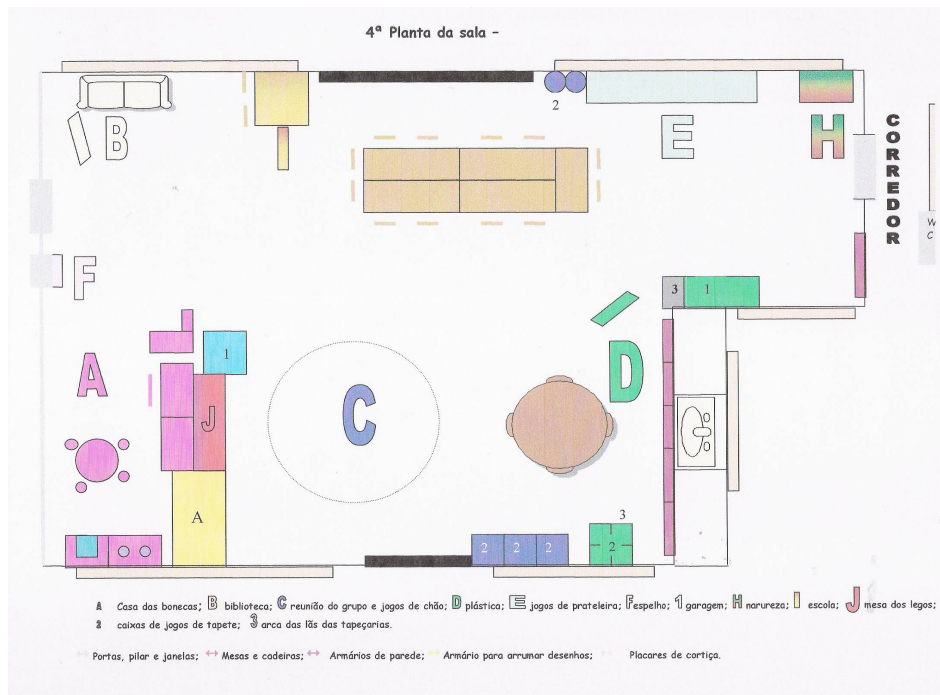 4ª Planta da sala –
2
B
E
H
CORREDOR
W
C
F
3 1
1
A
D
J
C
A
3
2 2 2
2
A Casa das bonecas; B biblioteca; C reunião do grupo e jogos de chão; D plástica; E jogos de prateleira; F espelho; 1 garagem; H narureza; I escola; J mesa dos legos;
2 caixas de jogos de tapete; 3 arca das lãs das tapeçarias.
Portas, pilar e janelas; Mesas e cadeiras; Armários de parede; Armário para arrumar desenhos; Placares de cortiça.